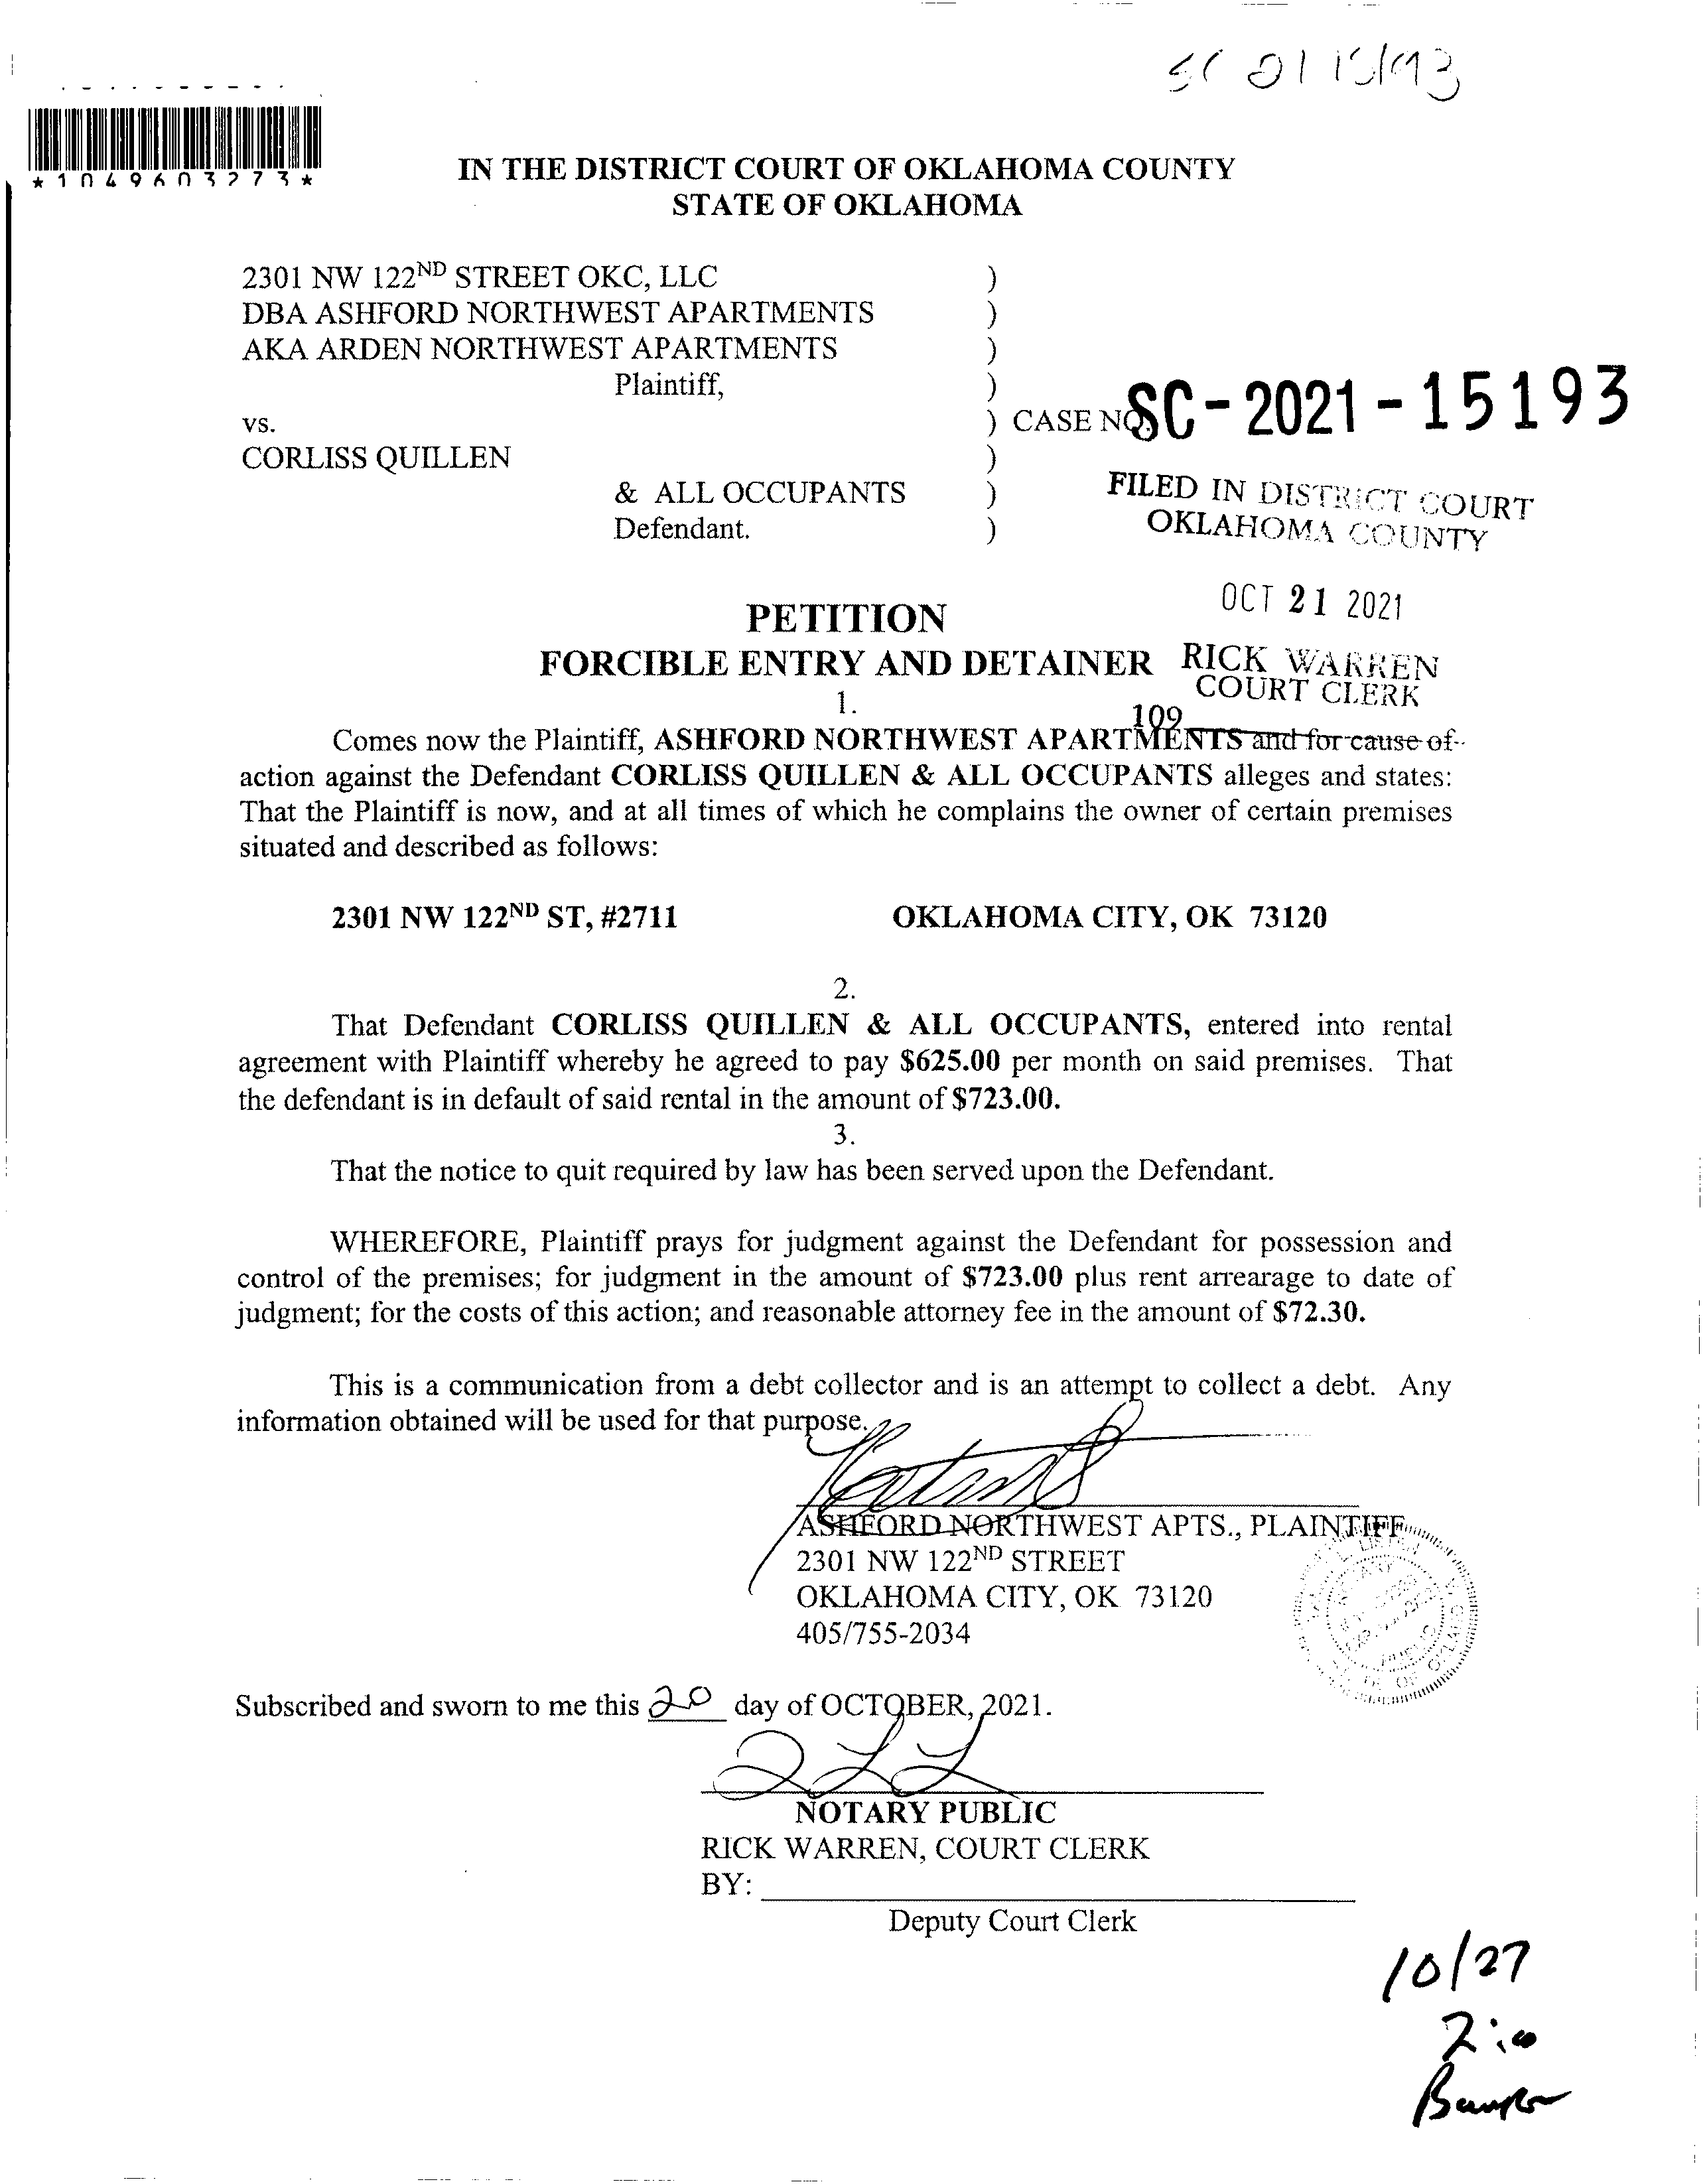 *1049603273*
IN THE DISTRICT COURT OF OKLAHOMA COUNTY
STATE OF OKLAHOMA
2301 NW 122ND STREET OKC, LLC )
DBA ASHFORD NORTHWEST APARTMENTS )
AKA ARDEN NORTHWEST APARTMENTS )
Plaintiff, )
vs. ) CASE NO. SC-2021-15193
CORLISS QUILLEN )
& ALL OCCUPANTS )
Defendant. )
FILED IN DISTRICT COURT
OKLAHOMA COUNTY
OCT 21 2021
RICK WARREN
COURT CLERK
109
PETITION
FORCIBLE ENTRY AND DETAINER
1.
Comes now the Plaintiff, ASHFORD NORTHWEST APARTMENTS and for cause of
action against the Defendant CORLISS QUILLEN & ALL OCCUPANTS alleges and states:
That the Plaintiff is now, and at all times of which he complains the owner of certain premises
situated and described as follows:
2301 NW 122ND ST, #2711 OKLAHOMA CITY, OK 73120
2.
That Defendant CORLISS QUILLEN & ALL OCCUPANTS, entered into rental
agreement with Plaintiff whereby he agreed to pay $625.00 per month on said premises. That
the defendant is in default of said rental in the amount of $723.00.
3.
That the notice to quit required by law has been served upon the Defendant.
WHEREFORE, Plaintiff prays for judgment against the Defendant for possession and
control of the premises; for judgment in the amount of $723.00 plus rent arrearage to date of
judgment; for the costs of this action; and reasonable attorney fee in the amount of $72.30.
This is a communication from a debt collector and is an attempt to collect a debt. Any
information obtained will be used for that purpose.
ASHFORD NORTHWEST APTS., PLAINTIFF
2301 NW 122ND STREET
OKLAHOMA CITY, OK 73120
405/755-2034
Subscribed and sworn to me this 20 day of OCTOBER, 2021.
NOTARY PUBLIC
RICK WARREN, COURT CLERK
BY:
Deputy Court Clerk
10/27